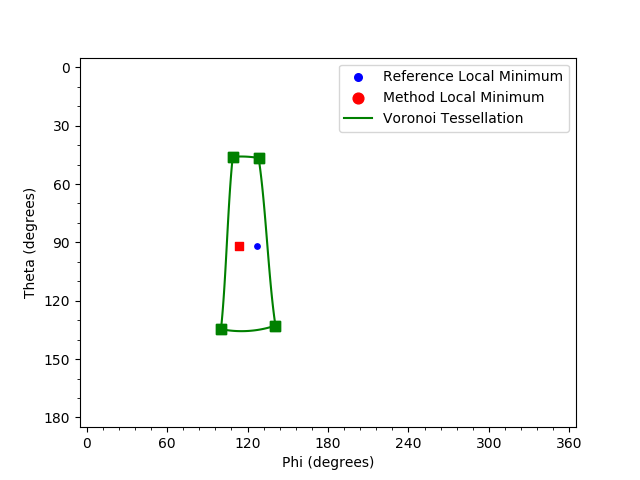 Reference Local Minimum
Method Local Minimum
Voronoi Tessellation
0
30
60
90
120
150
180
Theta (degrees)
0
60
120
180
240
300
360
Phi (degrees)